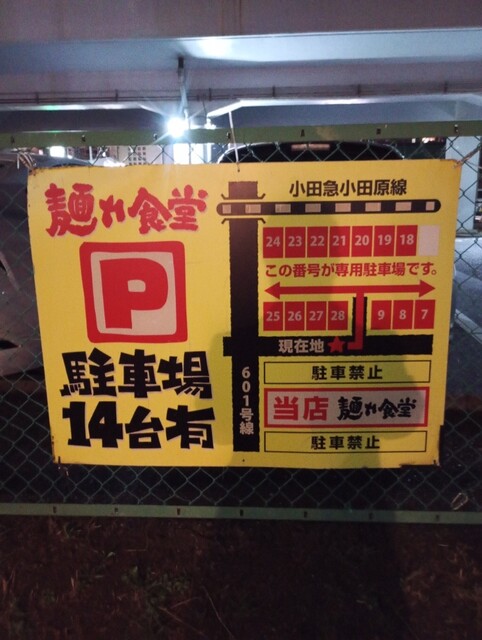 麺れ食堂
P
駐車場
14台有
小田急小田原線
24 23 22 21 20 19 18
この番号が専用駐車場です。
25 26 27 28 9 8 7
現在地★
601号線
駐車禁止
当店 麺れ食堂
駐車禁止